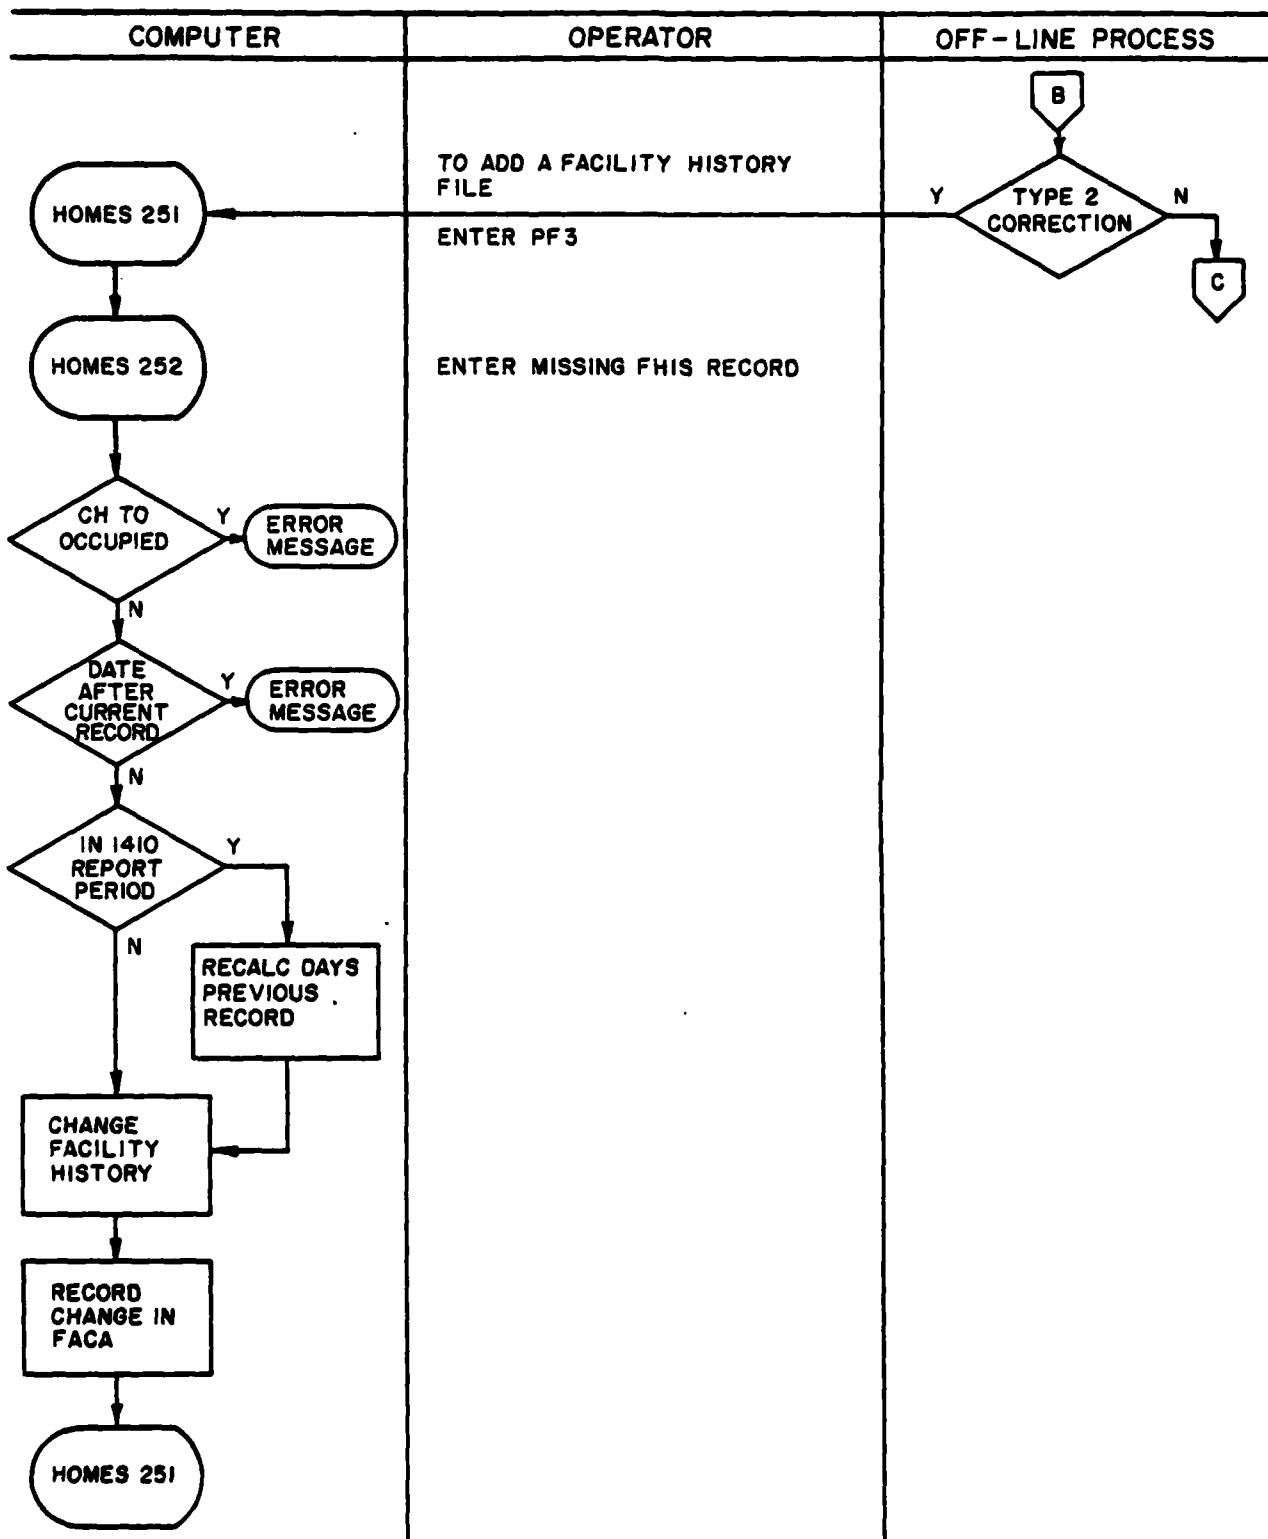 COMPUTER
OPERATOR
OFF-LINE PROCESS
B
TO ADD A FACILITY HISTORY
FILE
ENTER PF3
Y
TYPE 2
CORRECTION
N
C
HOMES 251
HOMES 252
ENTER MISSING FHIS RECORD
CH TO
OCCUPIED
Y
ERROR
MESSAGE
N
DATE
AFTER
CURRENT
RECORD
Y
ERROR
MESSAGE
N
IN 1410
REPORT
PERIOD
Y
N
RECALC DAYS
PREVIOUS
RECORD
CHANGE
FACILITY
HISTORY
RECORD
CHANGE IN
FACA
HOMES 251